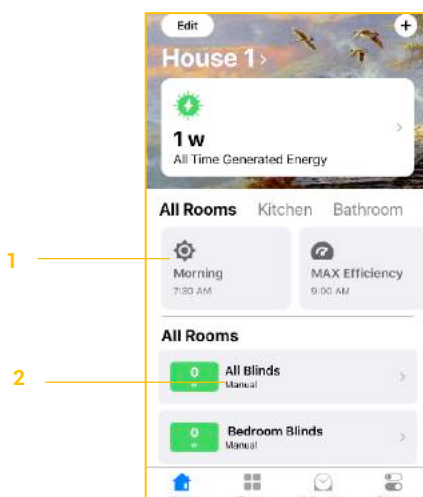 Edit +
House 1 >
1 w
All Time Generated Energy >
All Rooms Kitchen Bathroom
1
Morning MAX Efficiency
7:30 AM 9:00 AM
All Rooms
0 All Blinds >
w Manual
2
0 Bedroom Blinds >
w Manual